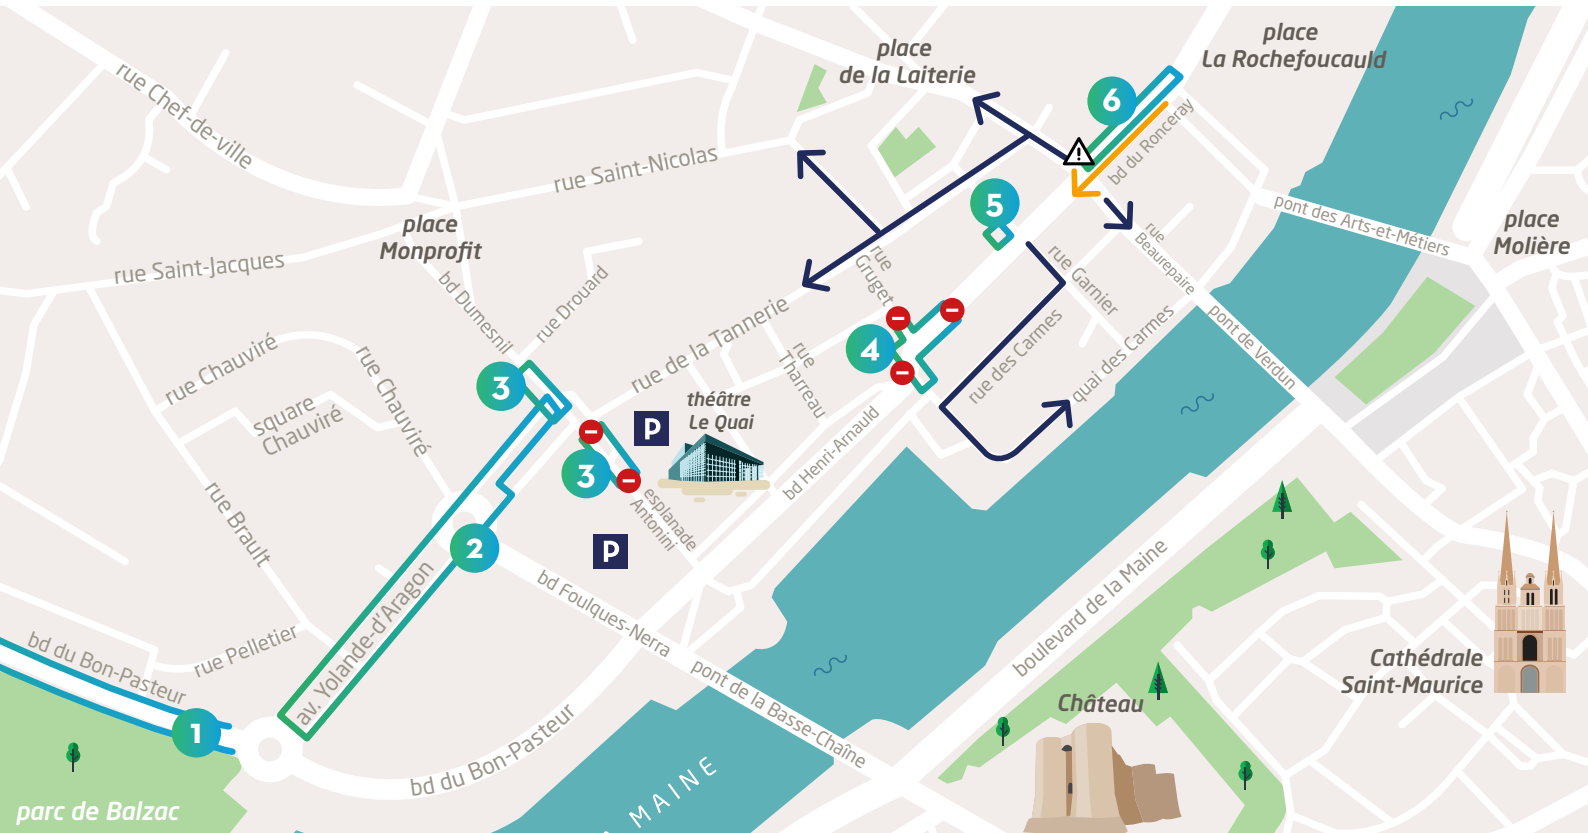 place
La Rochefoucauld
place
de la Laiterie
6
rue Chef-de-ville
bd du Ronceray
rue Saint-Nicolas
5
pont des Arts-et-Métiers
place
Molière
place
Monprofit
rue
Beaurepaire
rue Saint-Jacques
rue
Gruget
rue Garnier
bd Dumesnil
rue Drouard
rue de la Tannerie
4
rue
Tharreau
rue des Carmes
quai des Carmes
pont de Verdun
rue Chauviré
rue Chauviré
square
Chauviré
3
théâtre
Le Quai
P
3
bd Henri-Arnauld
esplanade
Antonini
P
rue Brault
2
bd Foulques-Nerra
boulevard de la Maine
av. Yolande-d'Aragon
bd du Bon-Pasteur
rue Pelletier
1
pont de la Basse-Chaîne
Cathédrale
Saint-Maurice
Château
bd du Bon-Pasteur
MAINE
parc de Balzac